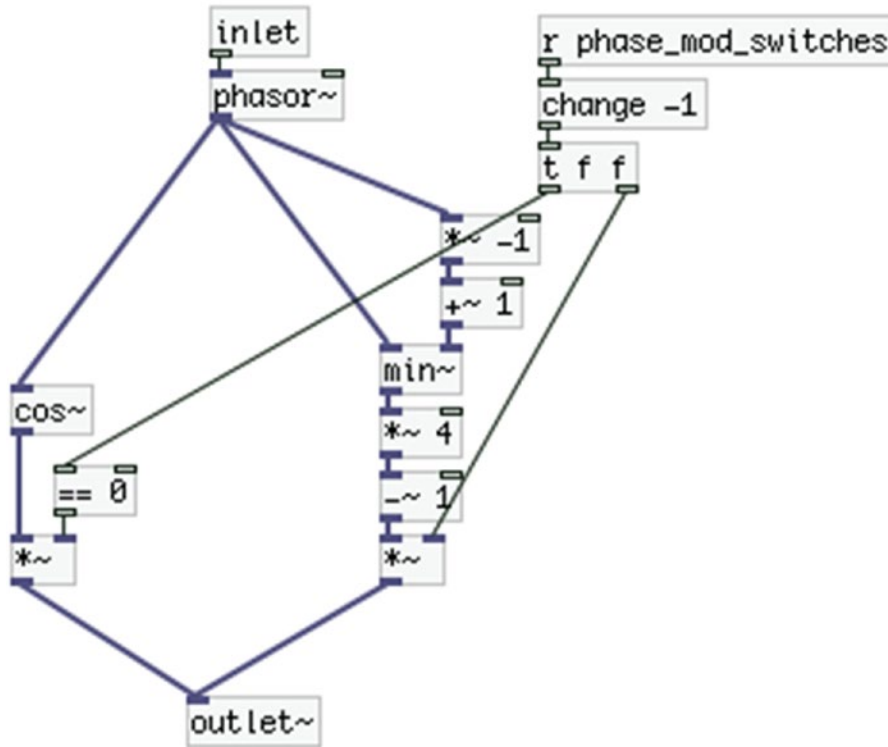 inlet
r phase_mod_switches
phasor~
change -1
t f f
*~ -1
+~ 1
min~
cos~
*~ 4
== 0
-~ 1
*~
*~
outlet~